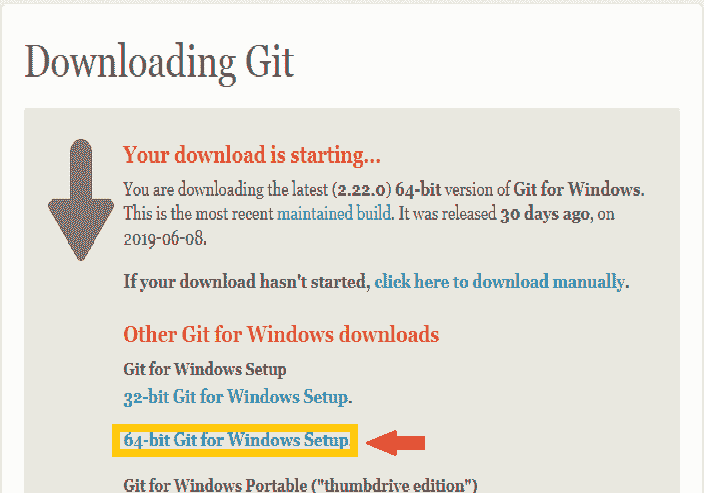 Downloading Git
Your download is starting...
You are downloading the latest (2.22.0) 64-bit version of Git for Windows.
This is the most recent maintained build. It was released 30 days ago, on
2019-06-08.
If your download hasn't started, click here to download manually.
Other Git for Windows downloads
Git for Windows Setup
32-bit Git for Windows Setup.
64-bit Git for Windows Setup.
Git for Windows Portable ("thumbdrive edition")